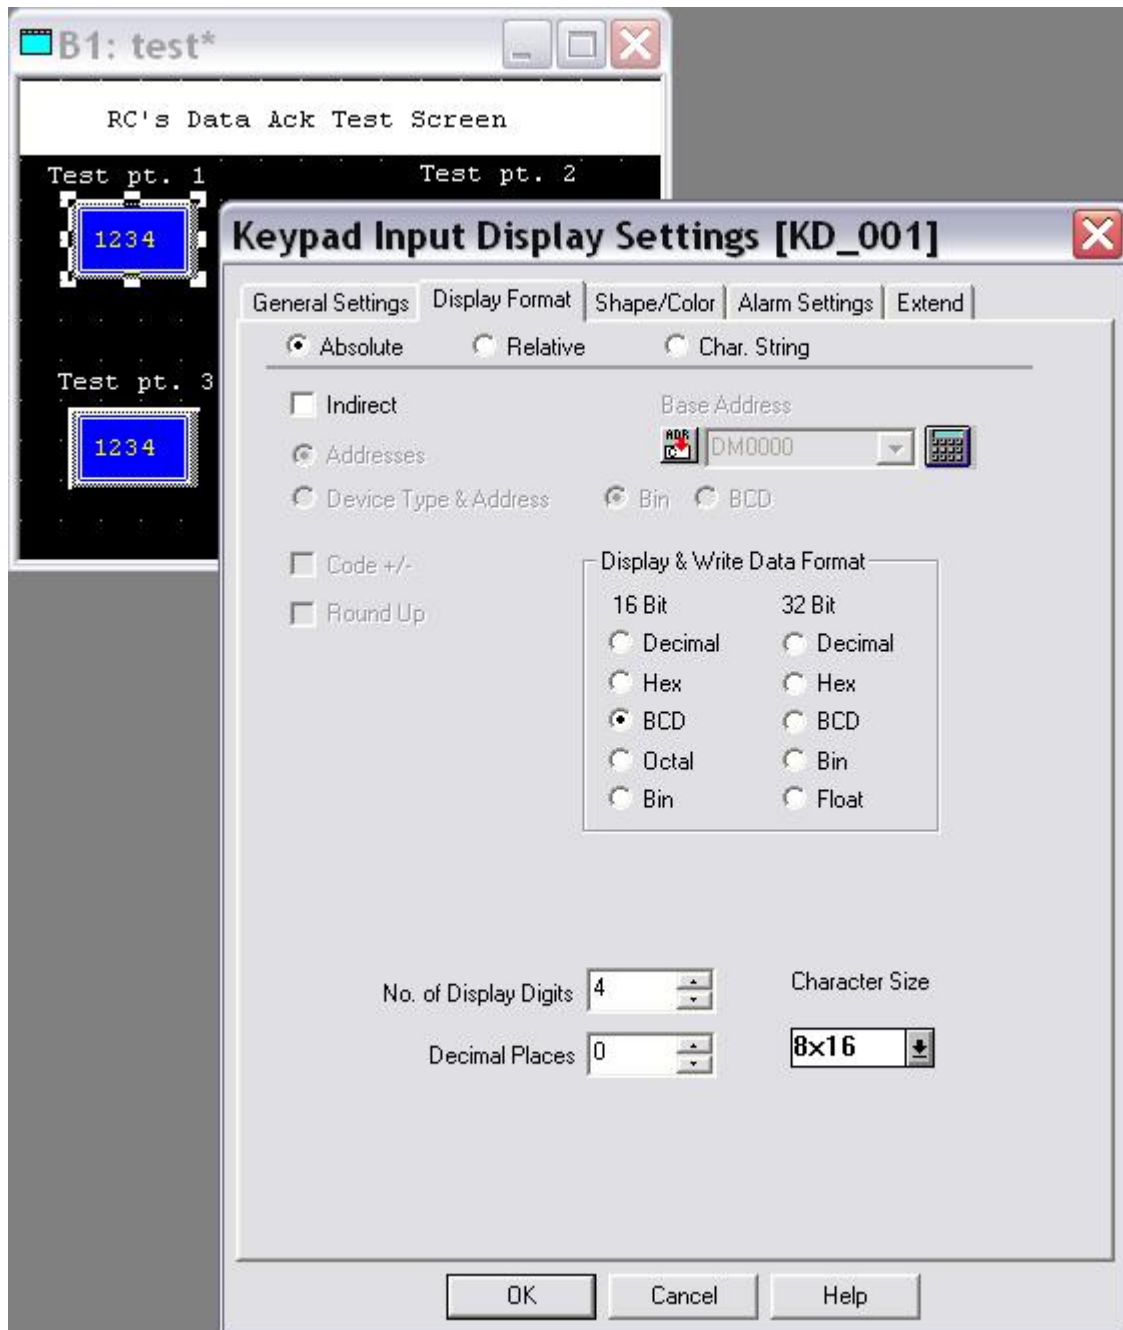 B1: test*
RC's Data Ack Test Screen
Test pt. 1 Test pt. 2
1234
Test pt. 3
1234
Keypad Input Display Settings [KD_001]
General Settings Display Format Shape/Color Alarm Settings Extend
Absolute Relative Char. String
Indirect Base Address
Addresses DM0000
Device Type & Address Bin BCD
Code +/-
Round Up
Display & Write Data Format
16 Bit 32 Bit
Decimal Decimal
Hex Hex
BCD BCD
Octal Bin
Bin Float
No. of Display Digits 4 Character Size
Decimal Places 0 8×16
OK Cancel Help